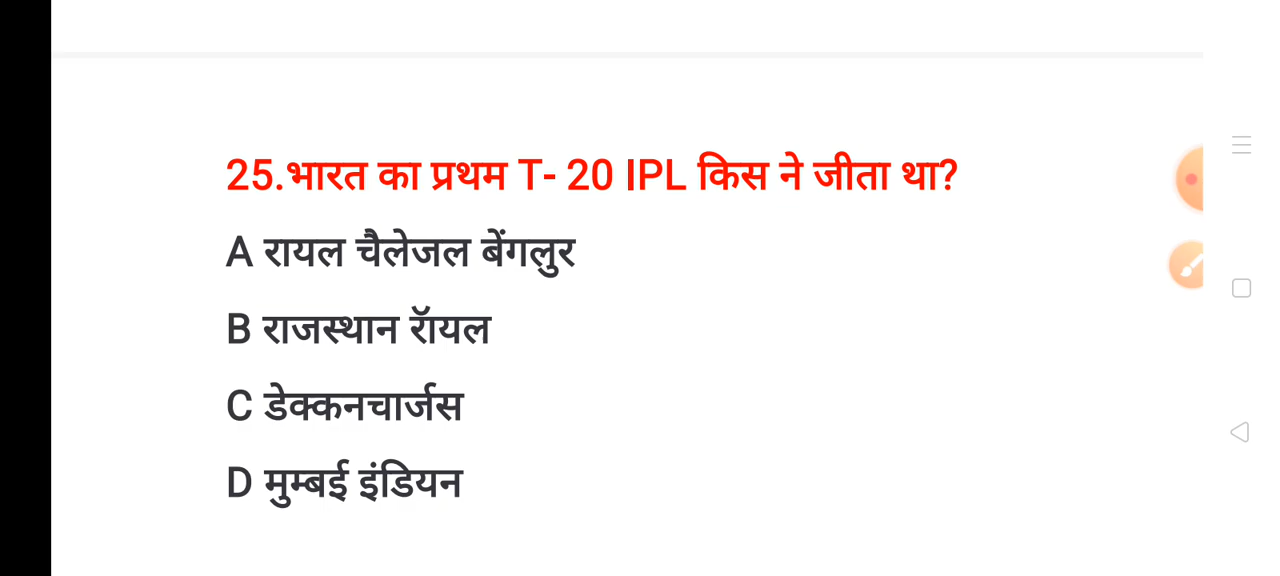 25.भारत का प्रथम T- 20 IPL किस ने जीता था?
A रायल चैलेजल बेंगलुर
B राजस्थान रॅायल
C डेक्कनचार्जस
D मुम्बई इंडियन